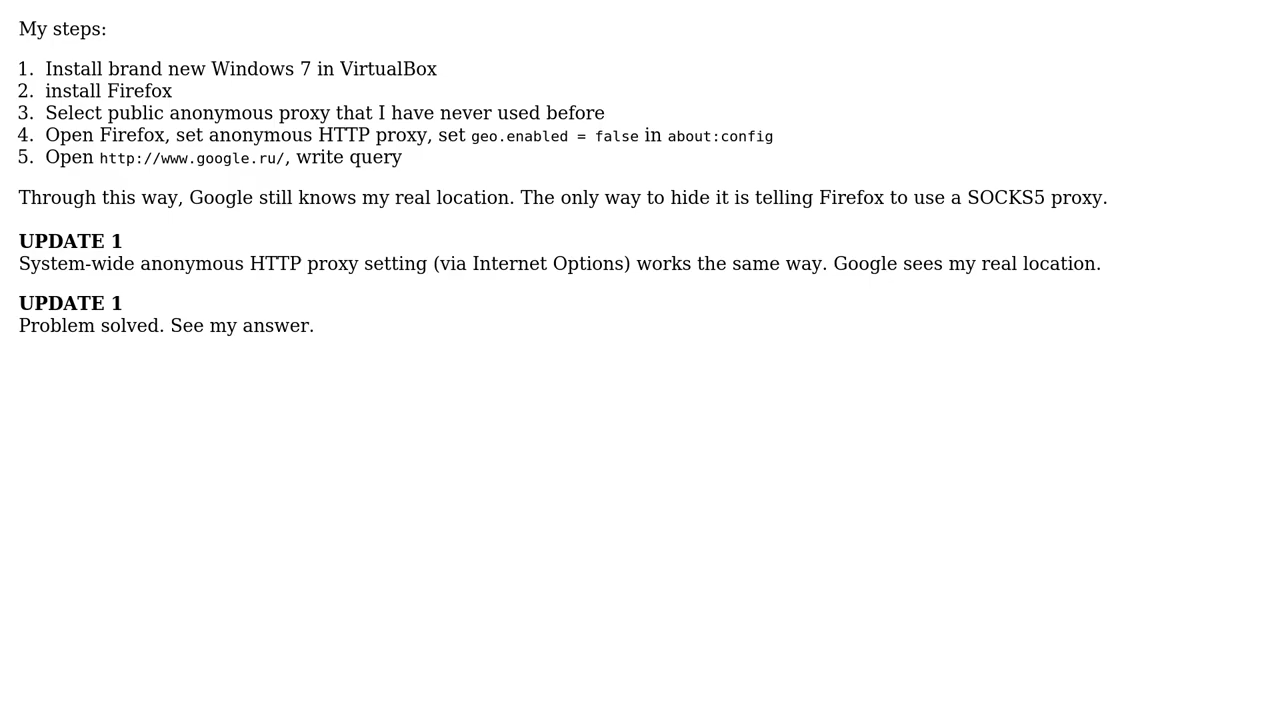 My steps:
1. Install brand new Windows 7 in VirtualBox
2. install Firefox
3. Select public anonymous proxy that I have never used before
4. Open Firefox, set anonymous HTTP proxy, set geo.enabled = false in about:config
5. Open http://www.google.ru/, write query
Through this way, Google still knows my real location. The only way to hide it is telling Firefox to use a SOCKS5 proxy.
UPDATE 1
System-wide anonymous HTTP proxy setting (via Internet Options) works the same way. Google sees my real location.
UPDATE 1
Problem solved. See my answer.